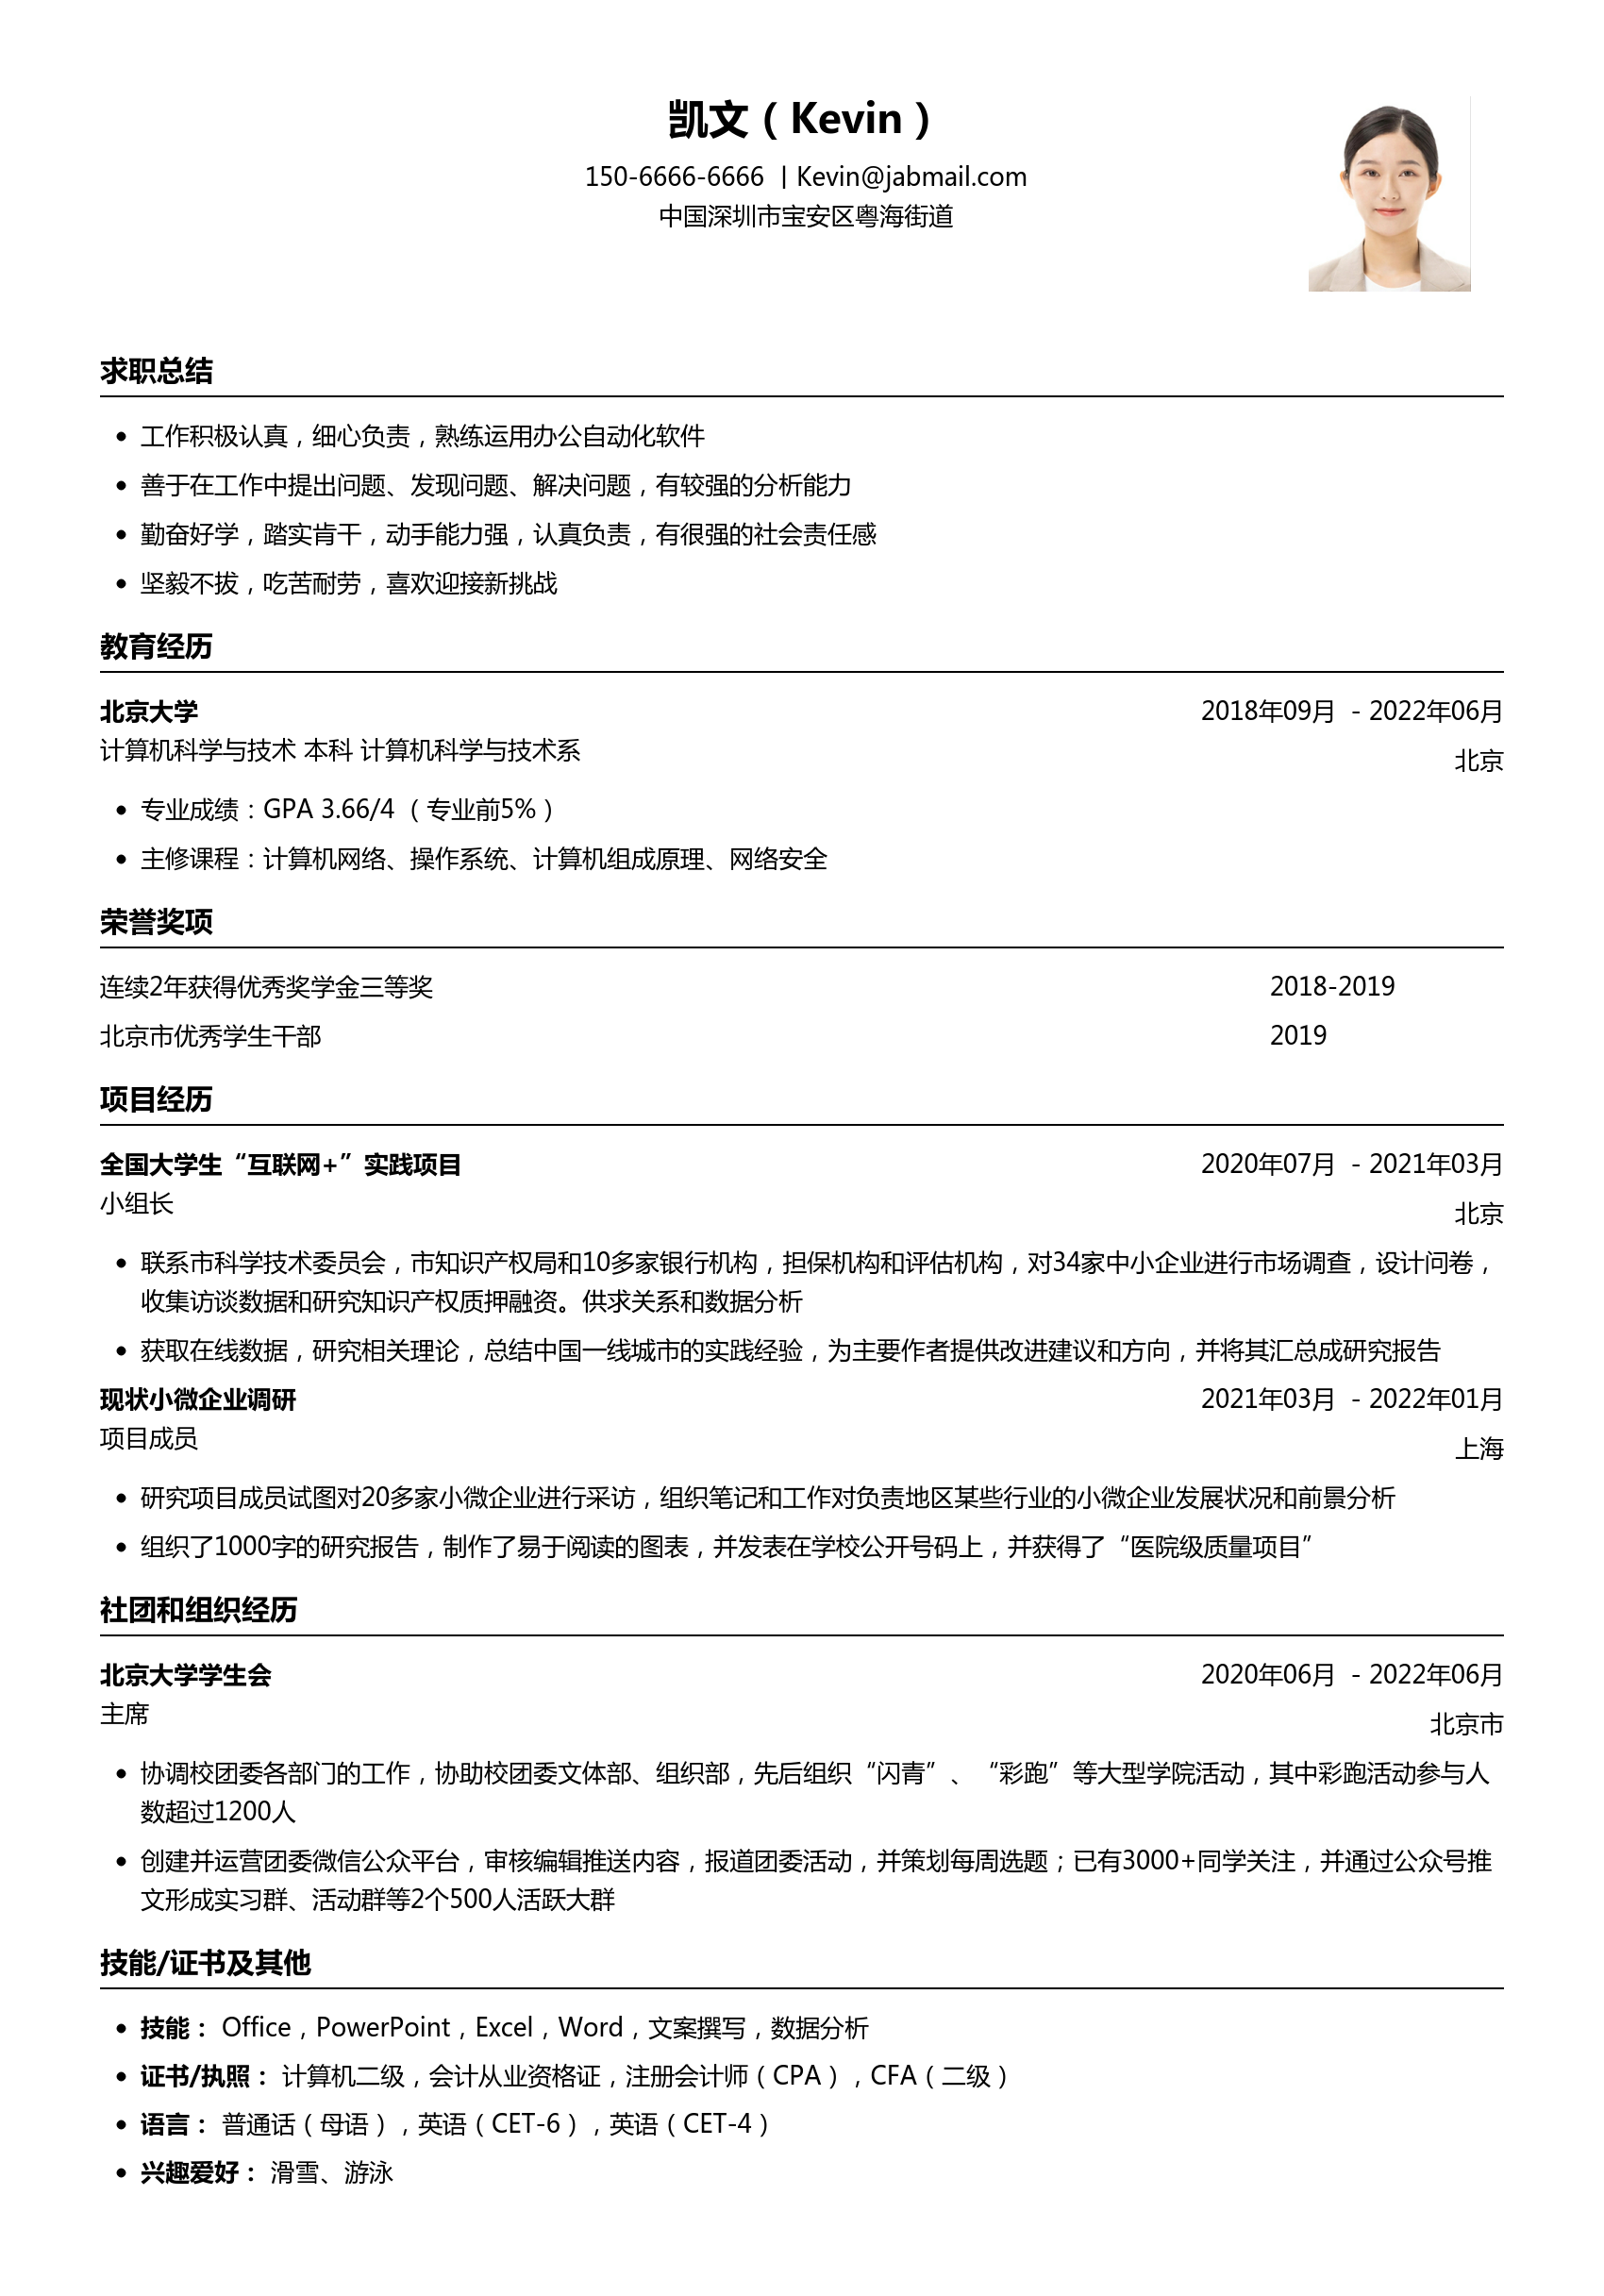 凯文（Kevin）
150-6666-6666 | Kevin@jabmail.com
中国深圳市宝安区粤海街道
求职总结
• 工作积极认真，细心负责，熟练运用办公自动化软件
• 善于在工作中提出问题、发现问题、解决问题，有较强的分析能力
• 勤奋好学，踏实肯干，动手能力强，认真负责，有很强的社会责任感
• 坚毅不拔，吃苦耐劳，喜欢迎接新挑战
教育经历
北京大学 2018年09月 - 2022年06月
计算机科学与技术 本科 计算机科学与技术系
北京
• 专业成绩：GPA 3.66/4 （专业前5%）
• 主修课程：计算机网络、操作系统、计算机组成原理、网络安全
荣誉奖项
连续2年获得优秀奖学金三等奖 2018-2019
北京市优秀学生干部 2019
项目经历
全国大学生“互联网+”实践项目 2020年07月 - 2021年03月
小组长
北京
• 联系市科学技术委员会，市知识产权局和10多家银行机构，担保机构和评估机构，对34家中小企业进行市场调查，设计问卷，
收集访谈数据和研究知识产权质押融资。供求关系和数据分析
• 获取在线数据，研究相关理论，总结中国一线城市的实践经验，为主要作者提供改进建议和方向，并将其汇总成研究报告
现状小微企业调研 2021年03月 - 2022年01月
项目成员
上海
• 研究项目成员试图对20多家小微企业进行采访，组织笔记和工作对负责地区某些行业的小微企业发展状况和前景分析
• 组织了1000字的研究报告，制作了易于阅读的图表，并发表在学校公开号码上，并获得了“医院级质量项目”
社团和组织经历
北京大学学生会 2020年06月 - 2022年06月
主席
北京市
• 协调校团委各部门的工作，协助校团委文体部、组织部，先后组织“闪青”、“彩跑”等大型学院活动，其中彩跑活动参与人
数超过1200人
• 创建并运营团委微信公众平台，审核编辑推送内容，报道团委活动，并策划每周选题；已有3000+同学关注，并通过公众号推
文形成实习群、活动群等2个500人活跃大群
技能/证书及其他
• 技能： Office，PowerPoint，Excel，Word，文案撰写，数据分析
• 证书/执照： 计算机二级，会计从业资格证，注册会计师（CPA），CFA（二级）
• 语言： 普通话（母语），英语（CET-6），英语（CET-4）
• 兴趣爱好： 滑雪、游泳